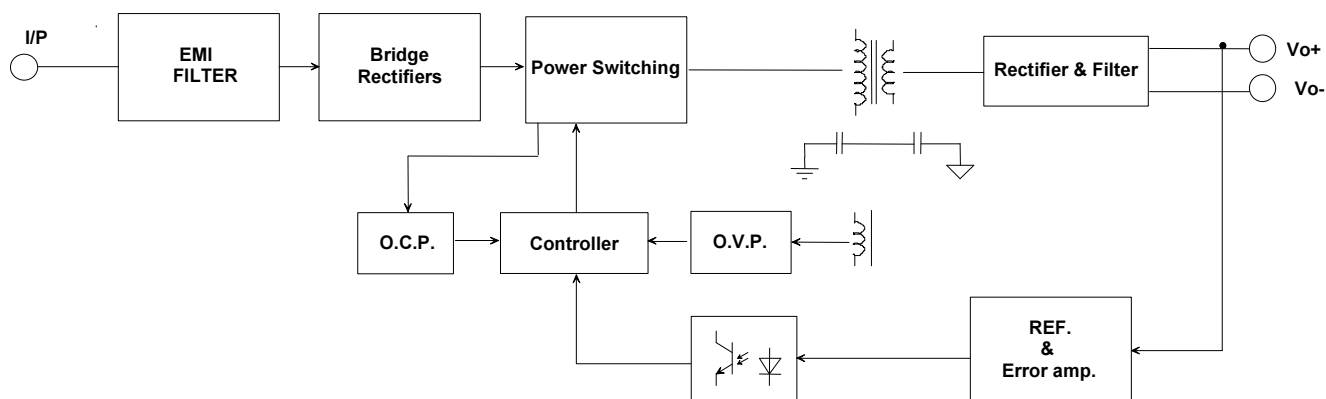 I/P
EMI
FILTER
Bridge
Rectifiers
Power Switching
Rectifier & Filter
Vo+
Vo-
O.C.P.
Controller
O.V.P.
REF.
&
Error amp.